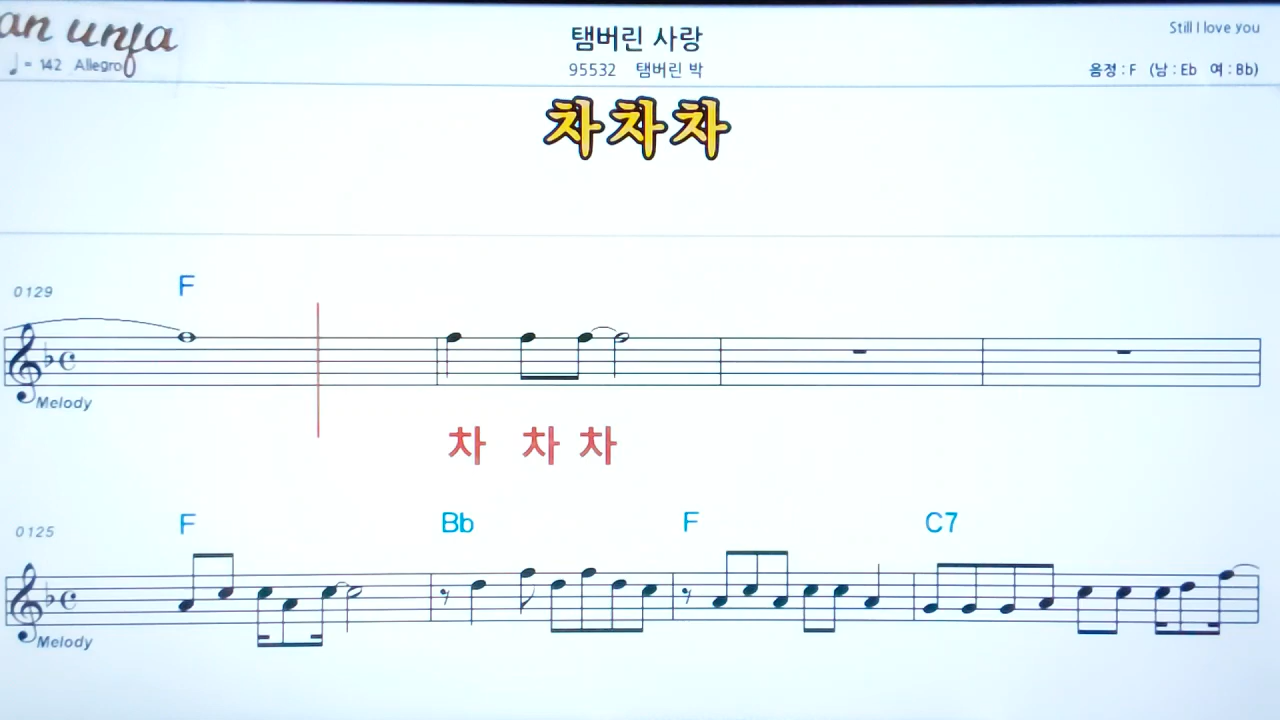 an unja
탬버린 사랑
Still I love you
♩= 142 Allegro
95532 탬버린 박
음정 : F (남 : Eb 여 : Bb)
차차차
F
0129
Melody
차 차 차
F Bb F C7
0125
Melody